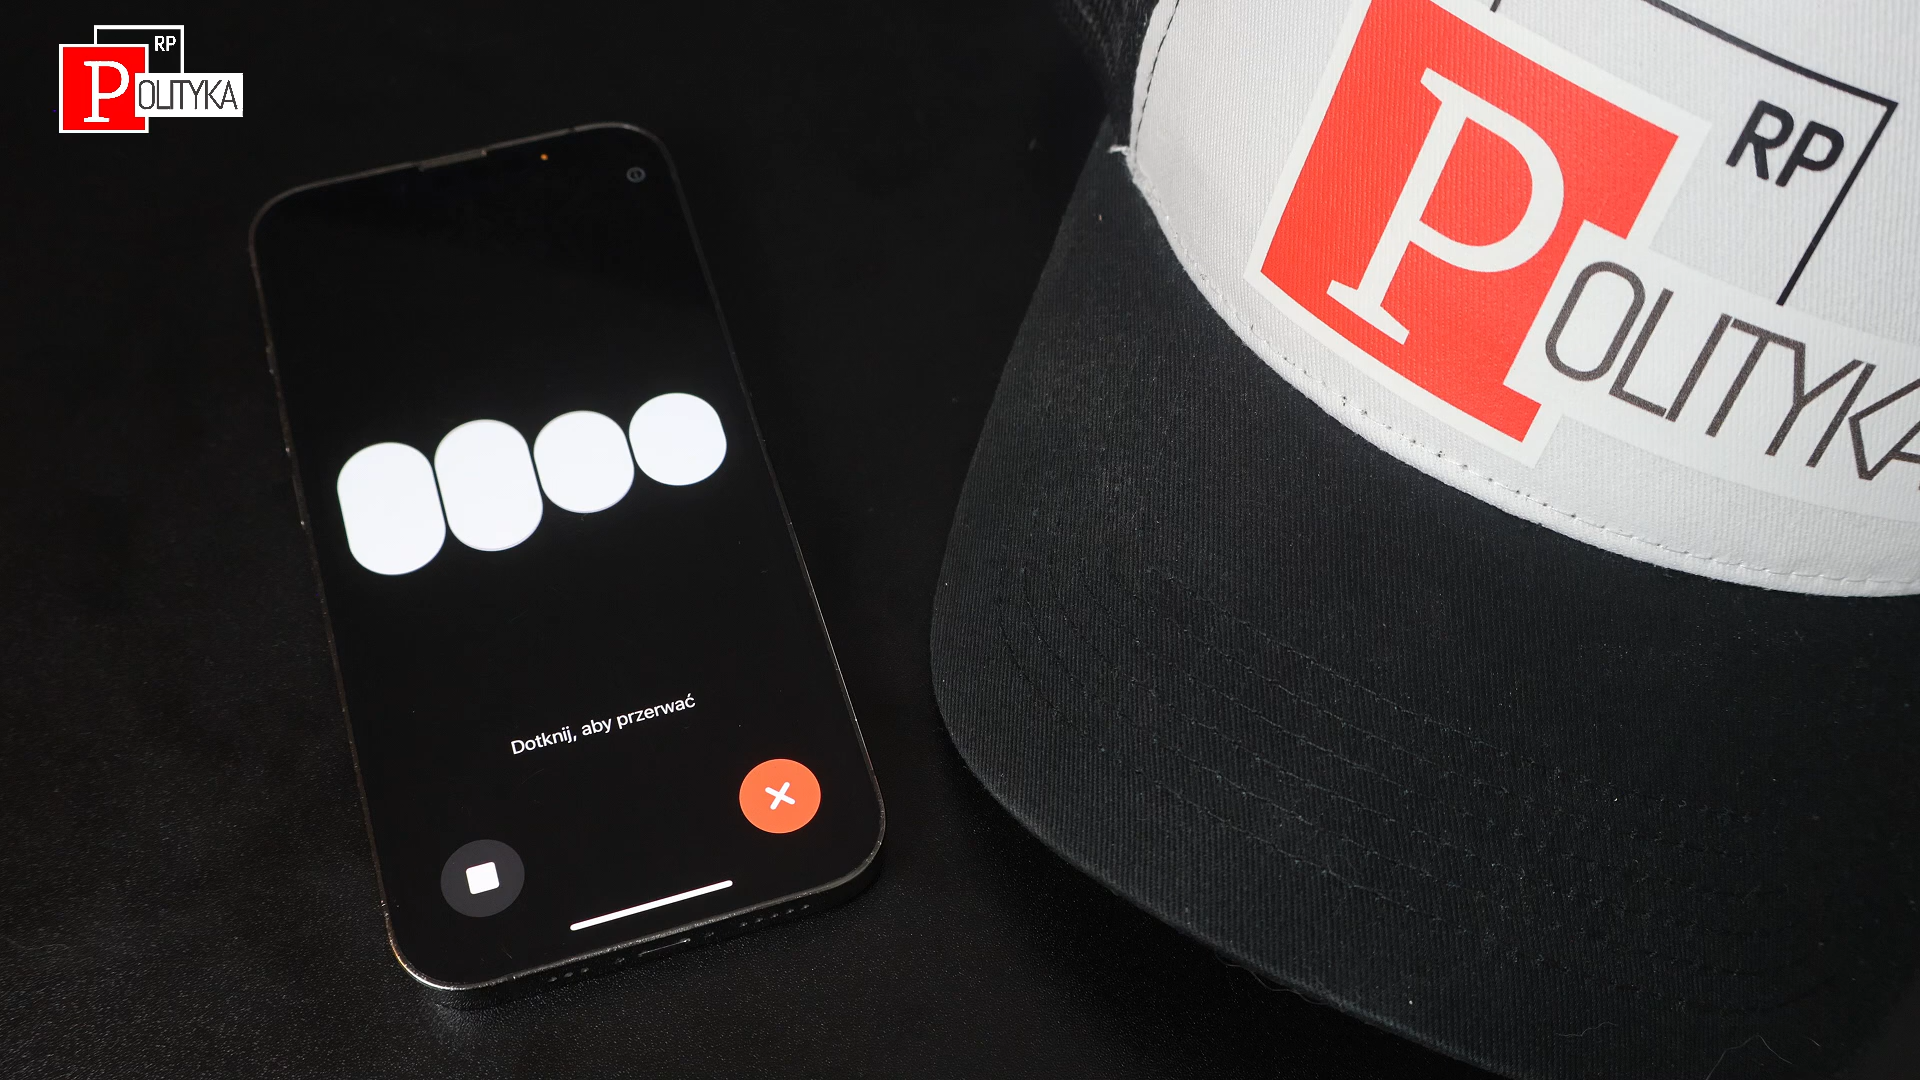 RP
POLITYKA
RP
POLITYKA
Dotknij, aby przerwać